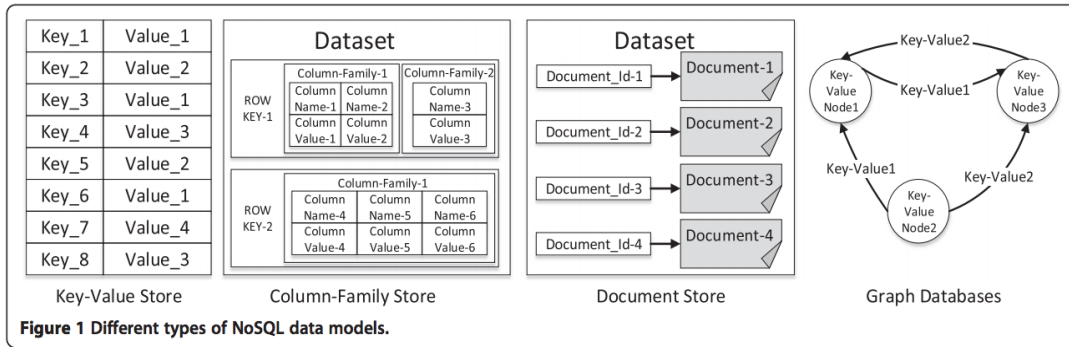 Key_1 Value_1
Key_2 Value_2
Key_3 Value_1
Key_4 Value_3
Key_5 Value_2
Key_6 Value_1
Key_7 Value_4
Key_8 Value_3
Key-Value Store
Dataset
Column-Family-1 Column-Family-2
ROW
KEY-1
Column
Name-1
Column
Name-2
Column
Name-3
Column
Value-1
Column
Value-2
Column
Value-3
Column-Family-1
ROW
KEY-2
Column
Name-4
Column
Name-5
Column
Name-6
Column
Value-4
Column
Value-5
Column
Value-6
Column-Family Store
Dataset
Document_Id-1 Document-1
Document_Id-2 Document-2
Document_Id-3 Document-3
Document_Id-4 Document-4
Document Store
Key-Value2
Key-
Value
Node1
Key-Value1
Key-
Value
Node3
Key-Value1
Key-Value2
Key-
Value
Node2
Graph Databases
Figure 1 Different types of NoSQL data models.